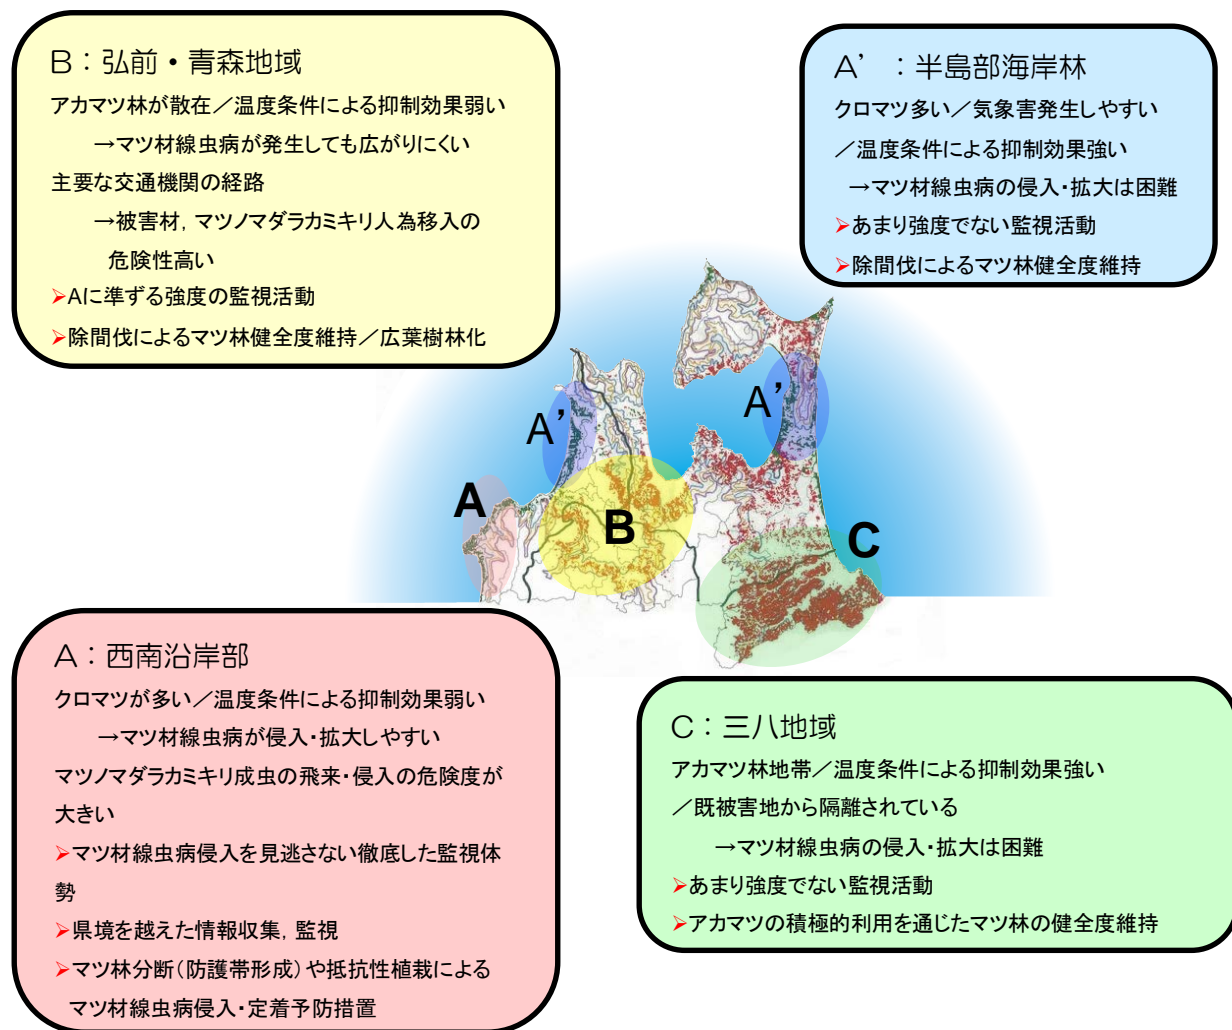 B：弘前・青森地域
アカマツ林が散在／温度条件による抑制効果弱い
→マツ材線虫病が発生しても広がりにくい
主要な交通機関の経路
→被害材，マツノマダラカミキリ人為移入の
危険性高い
➤Aに準ずる強度の監視活動
➤除間伐によるマツ林健全度維持／広葉樹林化
A’：半島部海岸林
クロマツ多い／気象害発生しやすい
／温度条件による抑制効果強い
→マツ材線虫病の侵入・拡大は困難
➤あまり強度でない監視活動
➤除間伐によるマツ林健全度維持
A’
A’
A
B
C
A：西南沿岸部
クロマツが多い／温度条件による抑制効果弱い
→マツ材線虫病が侵入・拡大しやすい
マツノマダラカミキリ成虫の飛来・侵入の危険度が
大きい
➤マツ材線虫病侵入を見逃さない徹底した監視体
勢
➤県境を越えた情報収集，監視
➤マツ林分断（防護帯形成）や抵抗性植栽による
マツ材線虫病侵入・定着予防措置
C：三八地域
アカマツ林地帯／温度条件による抑制効果強い
／既被害地から隔離されている
→マツ材線虫病の侵入・拡大は困難
➤あまり強度でない監視活動
➤アカマツの積極的利用を通じたマツ林の健全度維持